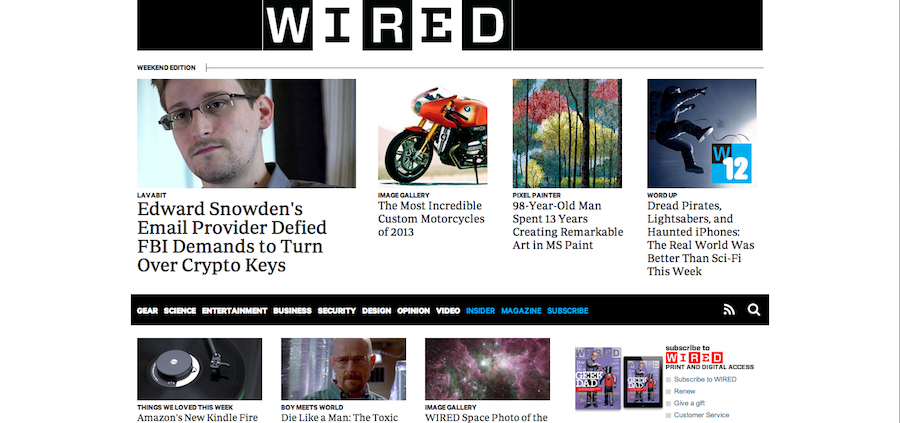 WIRED
WEEKEND EDITION
LAVABIT
Edward Snowden's
Email Provider Defied
FBI Demands to Turn
Over Crypto Keys
IMAGE GALLERY
The Most Incredible
Custom Motorcycles
of 2013
PIXEL PAINTER
98-Year-Old Man
Spent 13 Years
Creating Remarkable
Art in MS Paint
W
12
WORD UP
Dread Pirates,
Lightsabers, and
Haunted iPhones:
The Real World Was
Better Than Sci-Fi
This Week
GEAR SCIENCE ENTERTAINMENT BUSINESS SECURITY DESIGN OPINION VIDEO INSIDER MAGAZINE SUBSCRIBE
THINGS WE LOVED THIS WEEK
Amazon's New Kindle Fire
BOY MEETS WORLD
Die Like a Man: The Toxic
IMAGE GALLERY
WIRED Space Photo of the
WIRED
GEEK
DAD
GEEK
DAD
subscribe to
WIRED
PRINT AND DIGITAL ACCESS
Subscribe to WIRED
Renew
Give a gift
Customer Service